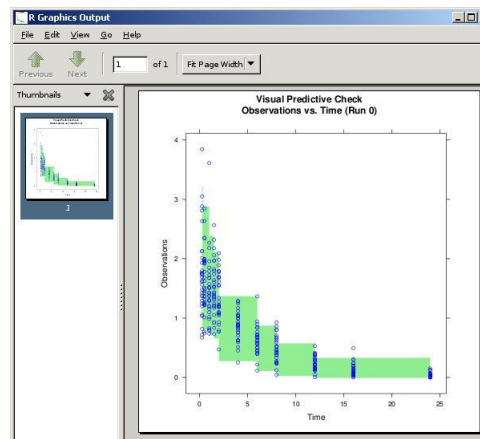 R Graphics Output
File Edit View Go Help
Previous Next 1 of 1 Fit Page Width
Thumbnails
1
Visual Predictive Check
Observations vs. Time (Run 0)
Observations
4
3
2
1
0
0 5 10 15 20 25
Time